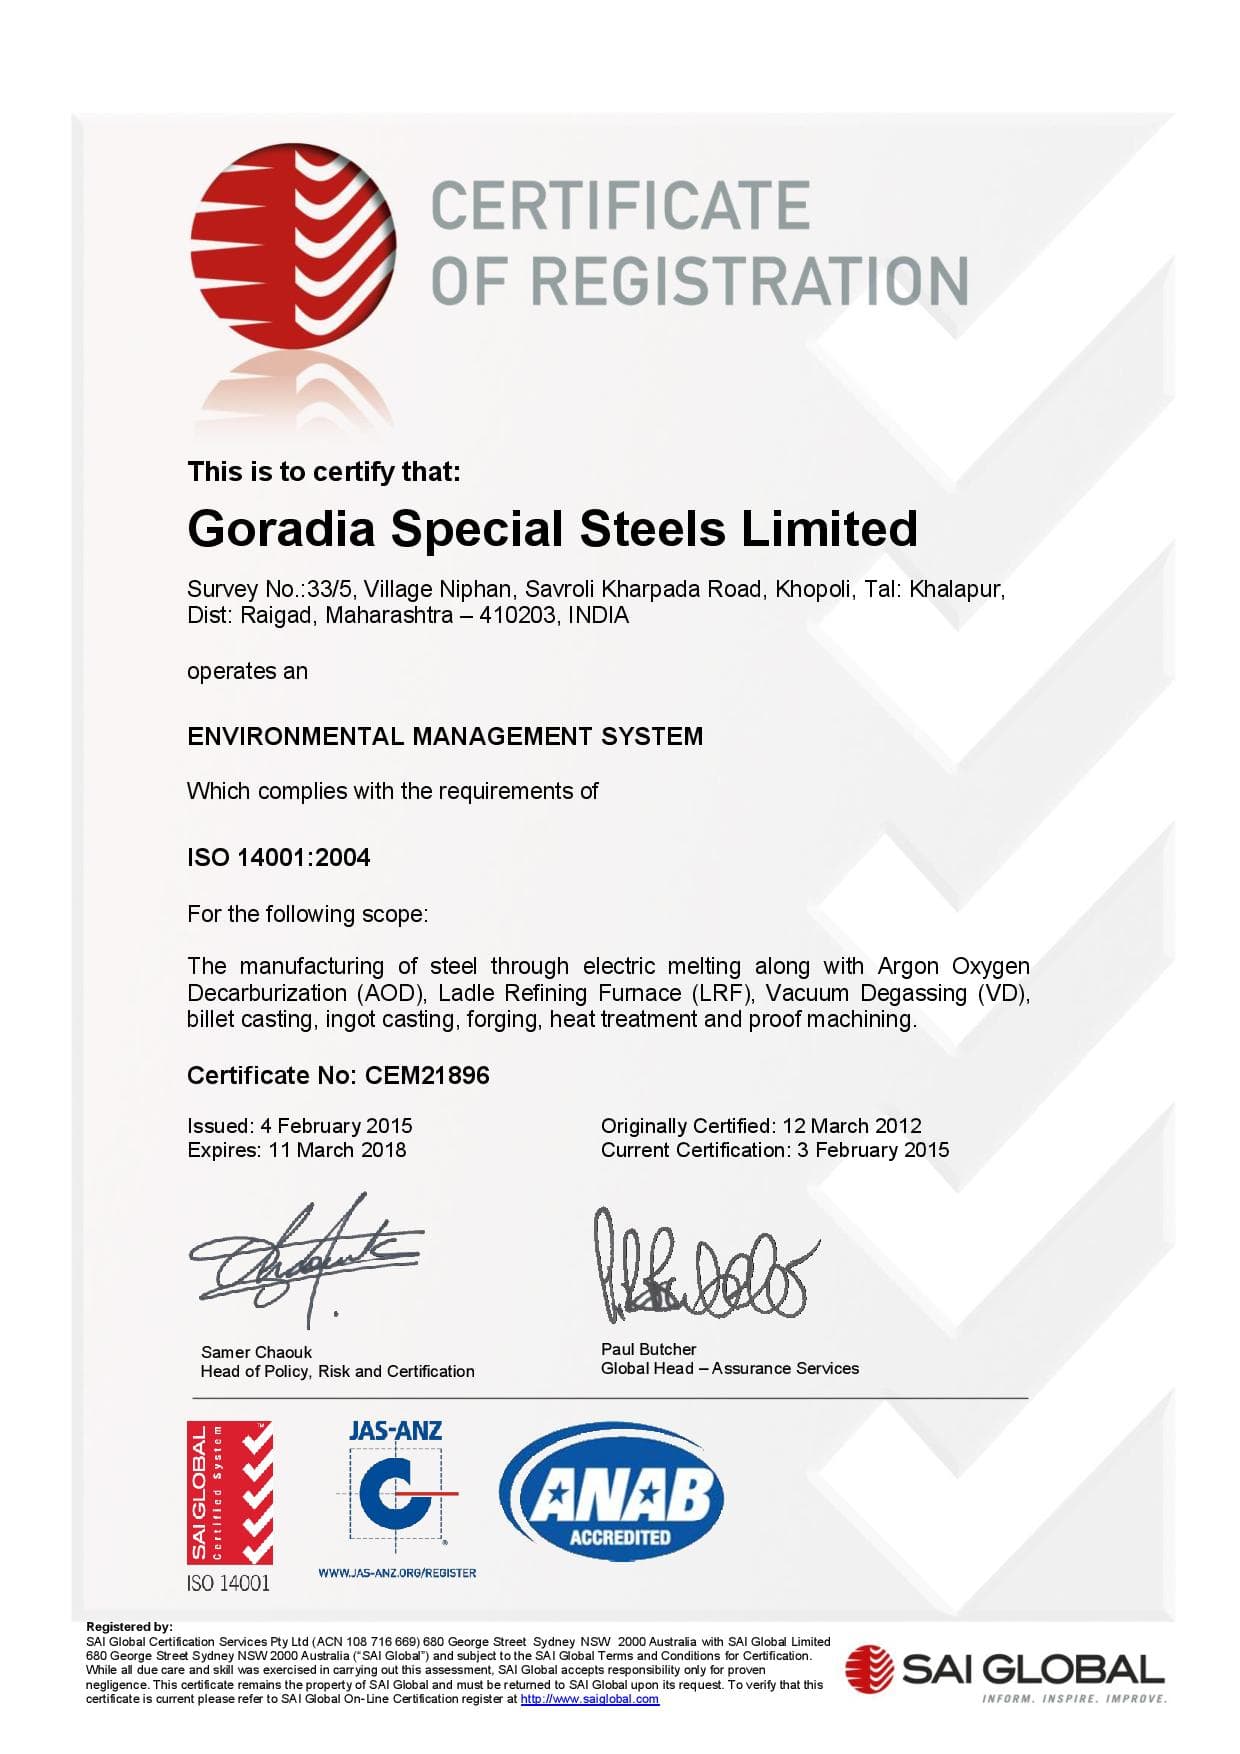 CERTIFICATE
OF REGISTRATION
This is to certify that:
Goradia Special Steels Limited
Survey No.:33/5, Village Niphan, Savroli Kharpada Road, Khopoli, Tal: Khalapur,
Dist: Raigad, Maharashtra – 410203, INDIA
operates an
ENVIRONMENTAL MANAGEMENT SYSTEM
Which complies with the requirements of
ISO 14001:2004
For the following scope:
The manufacturing of steel through electric melting along with Argon Oxygen
Decarburization (AOD), Ladle Refining Furnace (LRF), Vacuum Degassing (VD),
billet casting, ingot casting, forging, heat treatment and proof machining.
Certificate No: CEM21896
Issued: 4 February 2015
Expires: 11 March 2018
Originally Certified: 12 March 2012
Current Certification: 3 February 2015
Samer Chaouk
Head of Policy, Risk and Certification
Paul Butcher
Global Head – Assurance Services
SAI GLOBAL
Certified System
™
ISO 14001
JAS-ANZ
®
WWW.JAS-ANZ.ORG/REGISTER
ANAB
ACCREDITED
Registered by:
SAI Global Certification Services Pty Ltd (ACN 108 716 669) 680 George Street Sydney NSW 2000 Australia with SAI Global Limited
680 George Street Sydney NSW 2000 Australia (“SAI Global”) and subject to the SAI Global Terms and Conditions for Certification.
While all due care and skill was exercised in carrying out this assessment, SAI Global accepts responsibility only for proven
negligence. This certificate remains the property of SAI Global and must be returned to SAI Global upon its request. To verify that this
certificate is current please refer to SAI Global On-Line Certification register at http://www.saiglobal.com
SAI GLOBAL
INFORM. INSPIRE. IMPROVE.